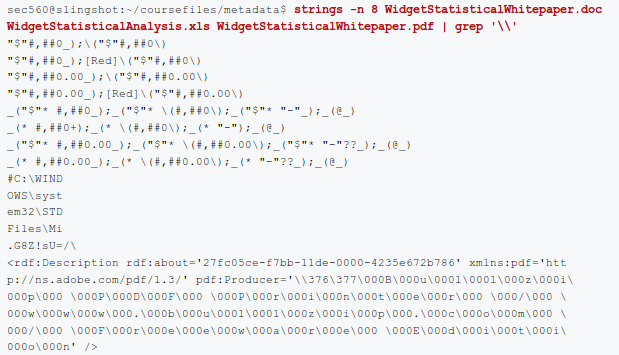 sec560@slingshot:~/coursefiles/metadata$ strings -n 8 WidgetStatisticalWhitepaper.doc
WidgetStatisticalAnalysis.xls WidgetStatisticalWhitepaper.pdf | grep '\\'
"$"#,##0_);\("$"#,##0\)
"$"#,##0_);[Red]\("$"#,##0\)
"$"#,##0.00_);\("$"#,##0.00\)
"$"#,##0.00_);[Red]\("$"#,##0.00\)
_("$"* #,##0_);_("$"* \(#,##0\);_("$"* "-"_);_(@_)
_(* #,##0+);_(* \(#,##0\);_(* "-");_(@_)
_("$"* #,##0.00_);_("$"* \(#,##0.00\);_("$"* "-"??_);_(@_)
_(* #,##0.00_);_(* \(#,##0.00\);_(* "-"??_);_(@_)
#C:\WIND
OWS\syst
em32\STD
Files\Mi
.G8Z!sU=/\
<rdf:Description rdf:about='27fc05ce-f7bb-11de-0000-4235e672b786' xmlns:pdf='htt
p://ns.adobe.com/pdf/1.3/' pdf:Producer='\\376\377\000B\000u\0001\0001\000z\000i\
000p\000 \000P\000D\000F\000 \000P\000r\000i\000n\000t\000e\000r\000 \000/\000 \
000w\000w\000w\000.\000b\000u\0001\0001\000z\000i\000p\000.\000c\000o\000m\000 \
000/\000 \000F\000r\000e\000e\000w\000a\000r\000e\000 \000E\000d\000i\000t\000i\
000o\000n' />